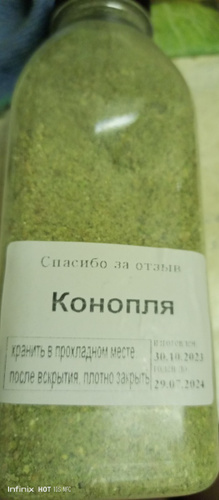 Спасибо за отзыв
Конопля
хранить в прохладном месте
после вскрытия, плотно закрыть
30.10.2023
29.07.2024
Infinix HOT